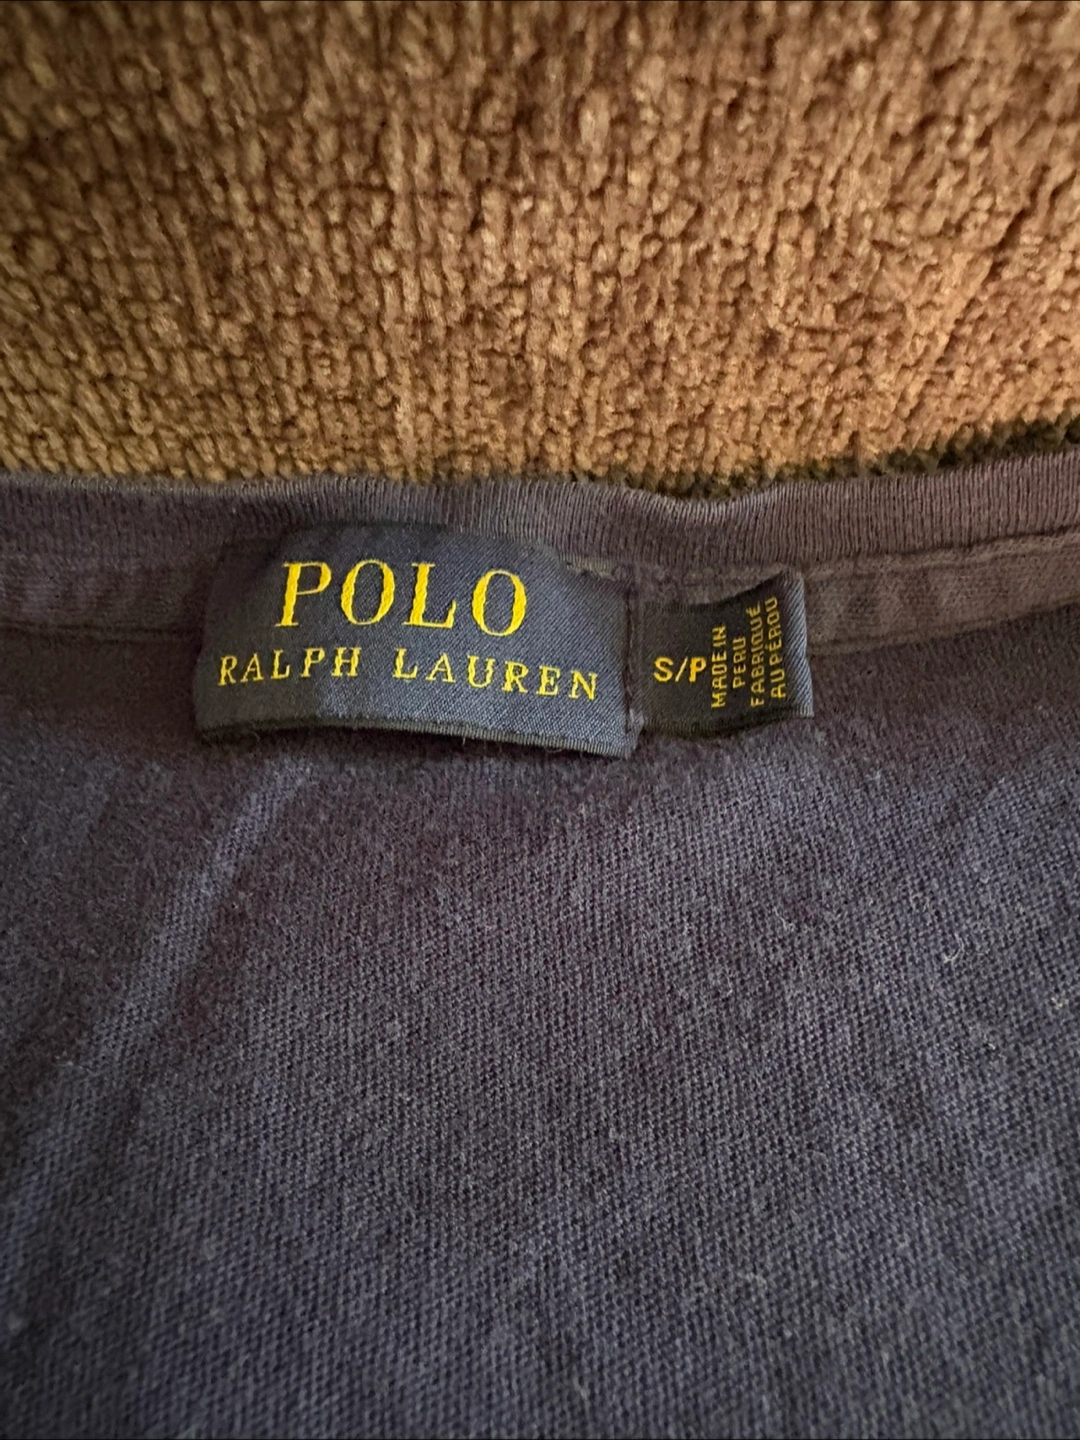 POLO
RALPH LAUREN
S/P
MADE IN
PERU
FABRIQUÉ
AU PÉROU